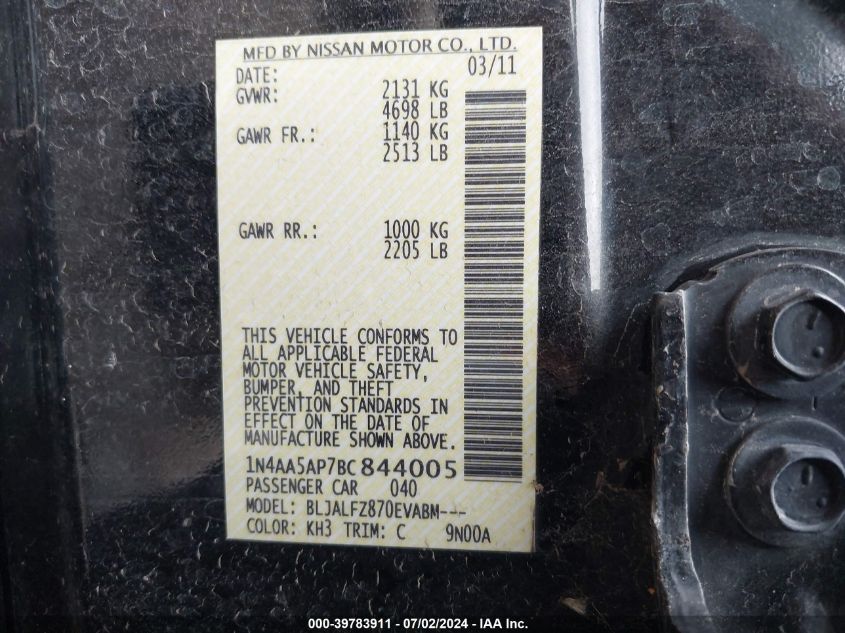 MFD BY NISSAN MOTOR CO., LTD.
DATE: 03/11
GVWR: 2131 KG
4698 LB
GAWR FR.: 1140 KG
2513 LB
GAWR RR.: 1000 KG
2205 LB
THIS VEHICLE CONFORMS TO
ALL APPLICABLE FEDERAL
MOTOR VEHICLE SAFETY,
BUMPER, AND THEFT
PREVENTION STANDARDS IN
EFFECT ON THE DATE OF
MANUFACTURE SHOWN ABOVE.
1N4AA5AP7BC844005
PASSENGER CAR 040
MODEL: BLJALFZ870EVABM---
COLOR: KH3 TRIM: C 9N00A
000-39783911 - 07/02/2024 - IAA Inc.